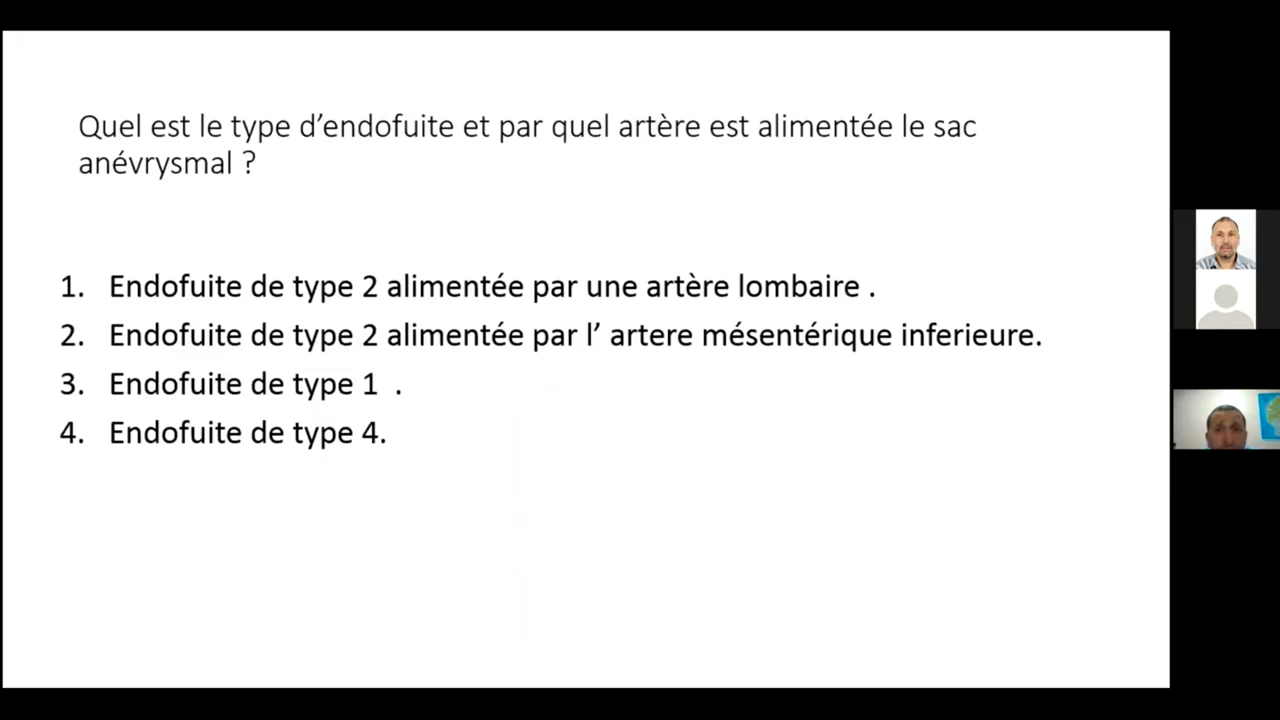 Quel est le type d’endofuite et par quel artère est alimentée le sac
anévrysmal ?
1. Endofuite de type 2 alimentée par une artère lombaire .
2. Endofuite de type 2 alimentée par l’ artere mésentérique inferieure.
3. Endofuite de type 1 .
4. Endofuite de type 4.